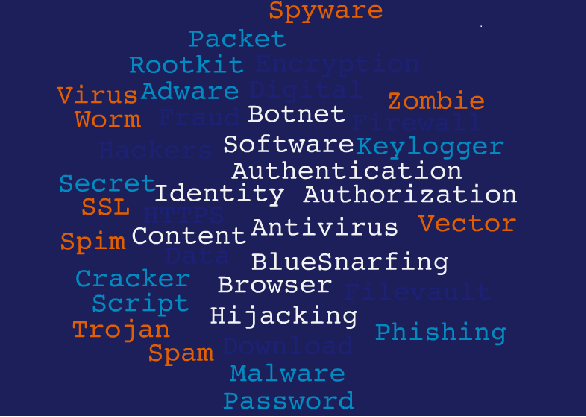 Spyware
Packet
Rootkit Encryption
Virus Adware Digital Zombie
Worm Fraud Botnet Firewall
Hackers Software Keylogger
Authentication
Secret Identity Authorization
SSL HTTPS Vector
Spim Content Antivirus
Data BlueSnarfing
Cracker Browser Filevault
Script Hijacking
Trojan Phishing
Spam Download
Malware
Password